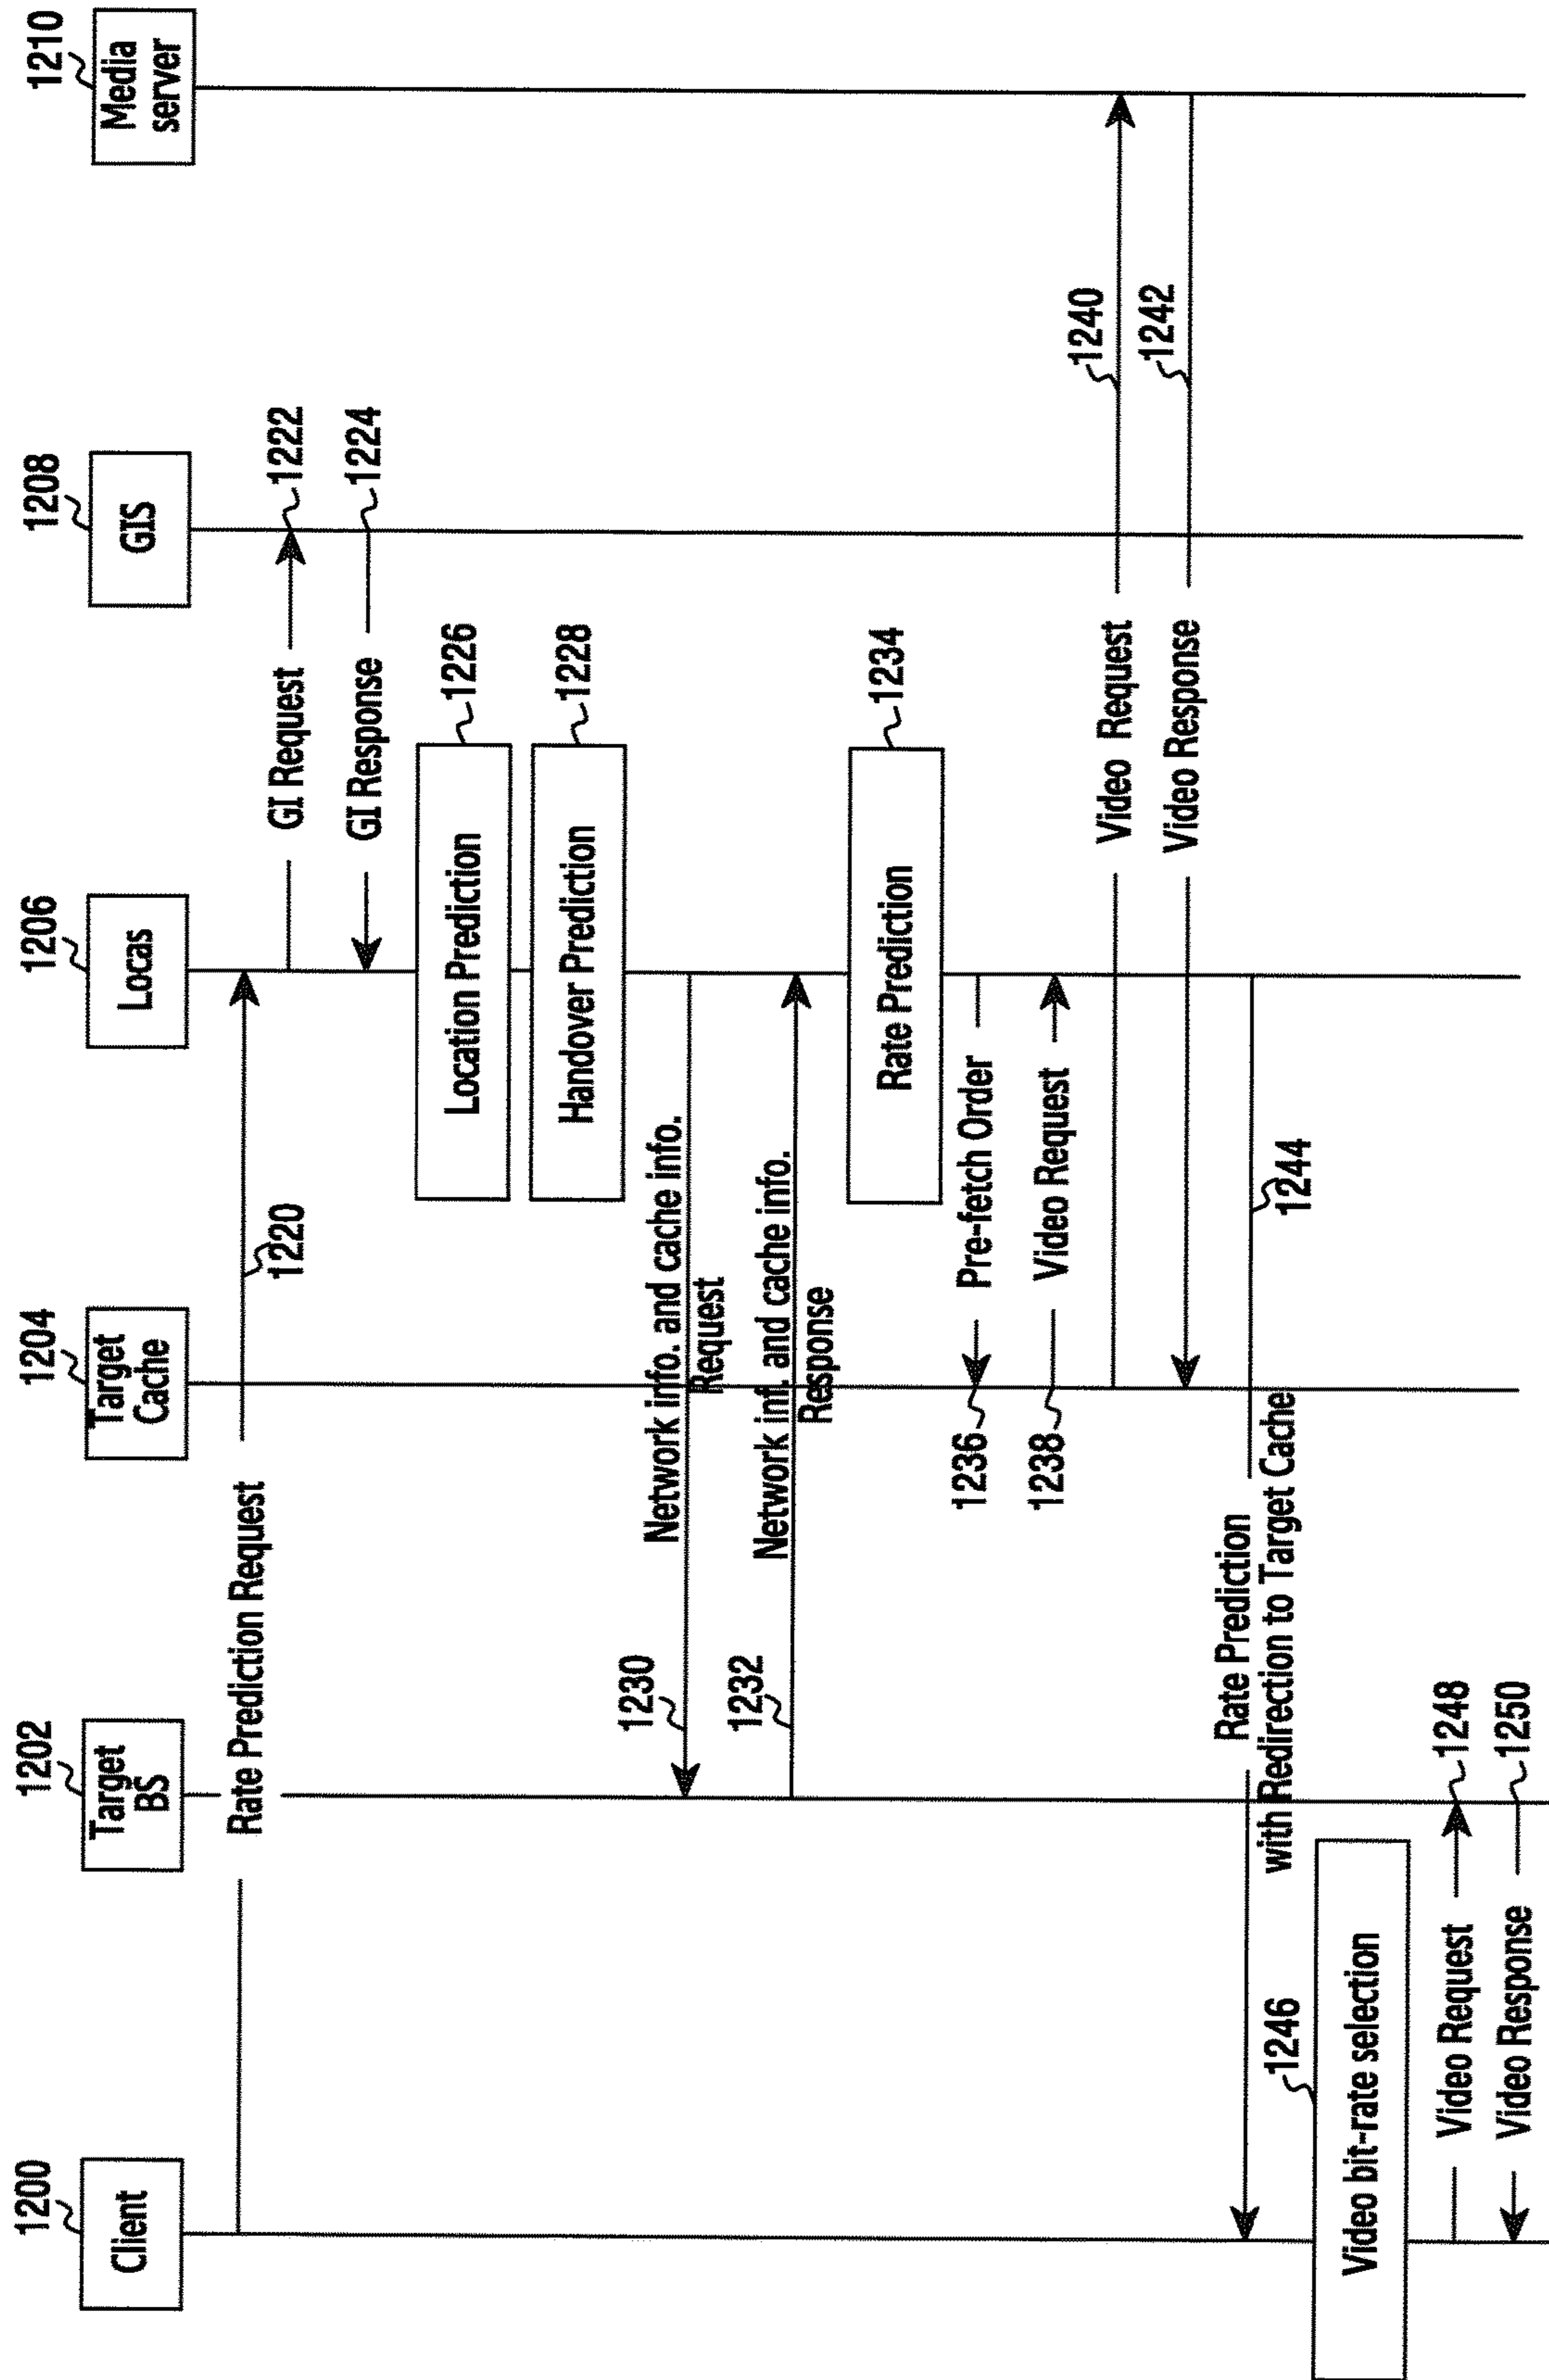 1200
Client
1202
Target
BS
1204
Target
Cache
1206
Locas
1208
GIS
1210
Media
server
Rate Prediction Request
1220
GI Request
1222
GI Response
1224
Location Prediction
1226
Handover Prediction
1228
1230
Network info. and cache info.
Request
1232
Network inf. and cache info.
Response
Rate Prediction
1234
1236
Pre-fetch Order
1238
Video Request
Video Request
1240
Video Response
1242
Rate Prediction
with Redirection to Target Cache
1244
1246
Video bit-rate selection
Video Request
1248
Video Response
1250